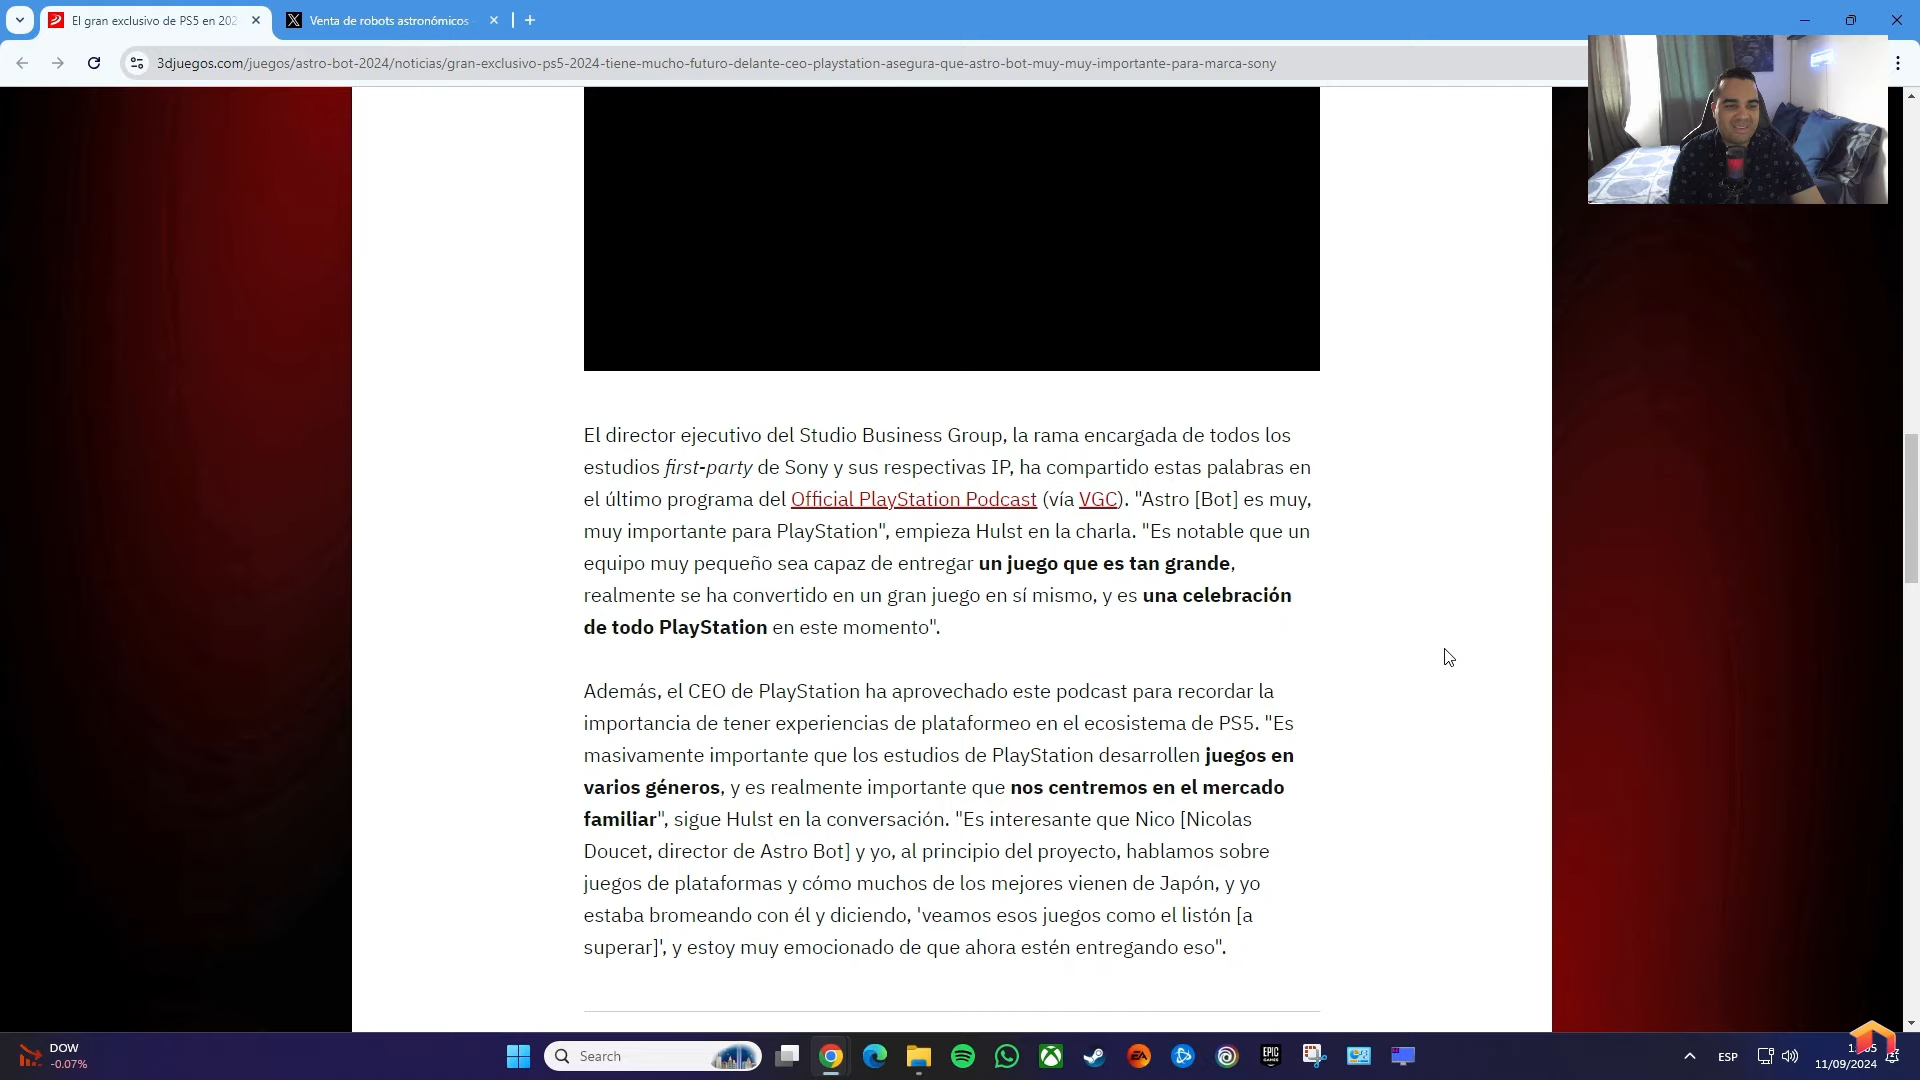 El gran exclusivo de PS5 en 202
Venta de robots astronómicos
3djuegos.com/juegos/astro-bot-2024/noticias/gran-exclusivo-ps5-2024-tiene-mucho-futuro-delante-ceo-playstation-asegura-que-astro-bot-muy-muy-importante-para-marca-sony
El director ejecutivo del Studio Business Group, la rama encargada de todos los
estudios first-party de Sony y sus respectivas IP, ha compartido estas palabras en
el último programa del Official PlayStation Podcast (vía VGC). "Astro [Bot] es muy,
muy importante para PlayStation", empieza Hulst en la charla. "Es notable que un
equipo muy pequeño sea capaz de entregar un juego que es tan grande,
realmente se ha convertido en un gran juego en sí mismo, y es una celebración
de todo PlayStation en este momento".
Además, el CEO de PlayStation ha aprovechado este podcast para recordar la
importancia de tener experiencias de plataformeo en el ecosistema de PS5. "Es
masivamente importante que los estudios de PlayStation desarrollen juegos en
varios géneros, y es realmente importante que nos centremos en el mercado
familiar", sigue Hulst en la conversación. "Es interesante que Nico [Nicolas
Doucet, director de Astro Bot] y yo, al principio del proyecto, hablamos sobre
juegos de plataformas y cómo muchos de los mejores vienen de Japón, y yo
estaba bromeando con él y diciendo, 'veamos esos juegos como el listón [a
superar]', y estoy muy emocionado de que ahora estén entregando eso".
DOW
-0.07%
Search
EA
EPIC
GAMES
ESP
11/09/2024